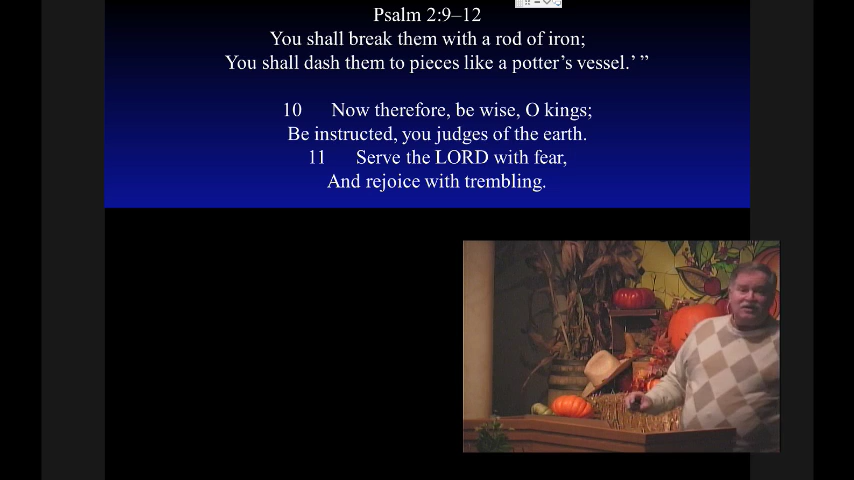 Psalm 2:9–12
You shall break them with a rod of iron;
You shall dash them to pieces like a potter’s vessel.’ ”
10 Now therefore, be wise, O kings;
Be instructed, you judges of the earth.
11 Serve the LORD with fear,
And rejoice with trembling.